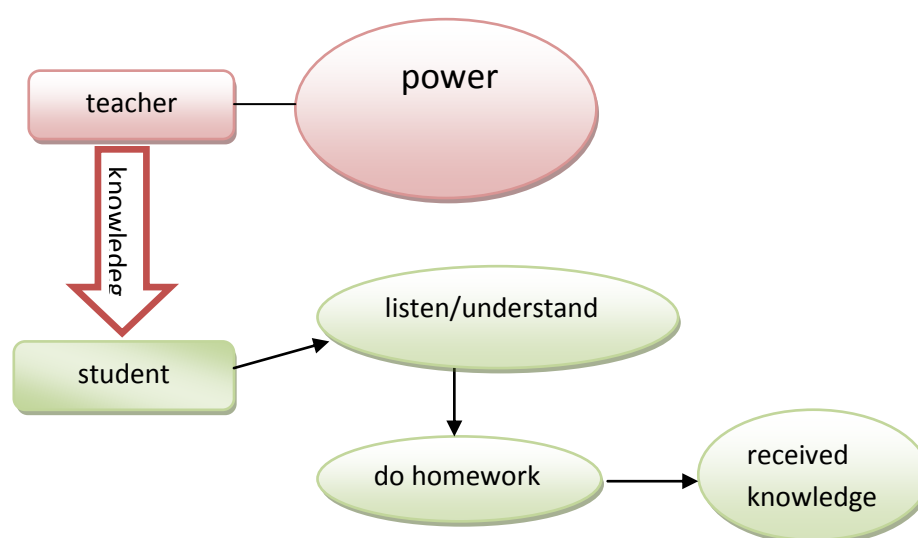 power
teacher
knowledeg
listen/understand
student
do homework
received
knowledge